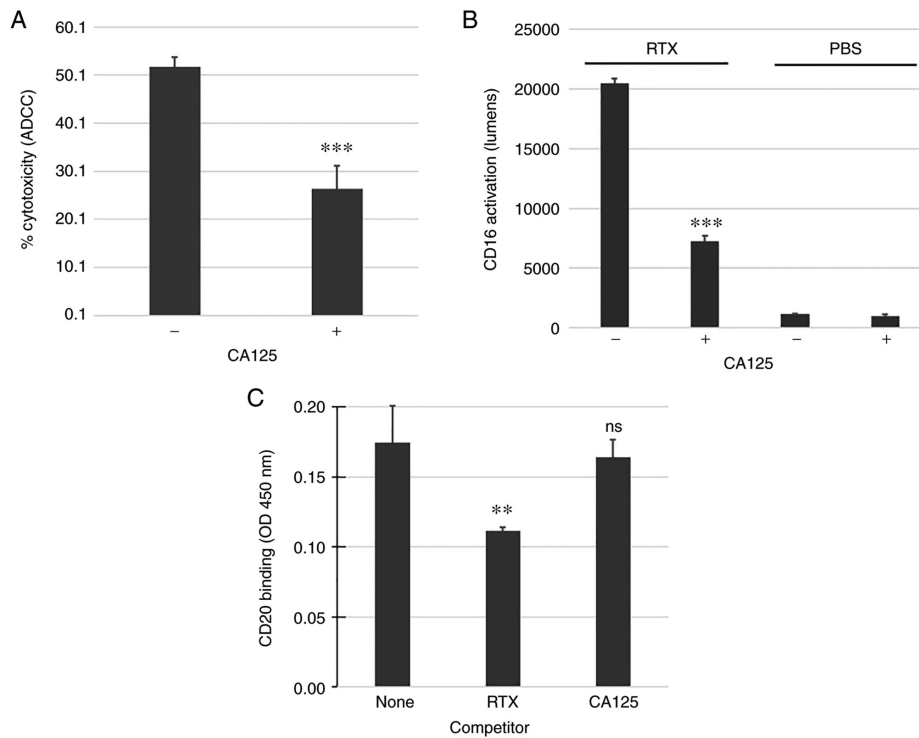 A
% cytotoxicity (ADCC)
60.1
50.1
40.1
30.1
20.1
10.1
0.1
***
− +
CA125
B
CD16 activation (lumens)
25000
20000
15000
10000
5000
0
RTX PBS
***
− + − +
CA125
C
CD20 binding (OD 450 nm)
0.20
0.15
0.10
0.05
0.00
**
ns
None RTX CA125
Competitor